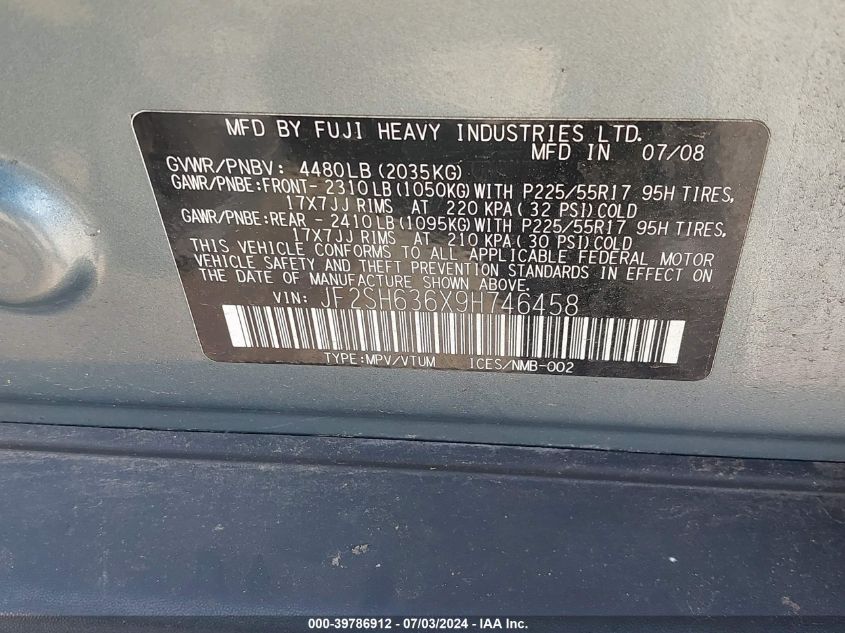 MFD BY FUJI HEAVY INDUSTRIES LTD.
MFD IN 07/08
GVWR/PNBV: 4480LB (2035KG)
GAWR/PNBE:FRONT- 2310LB (1050KG) WITH P225/55R17 95H TIRES,
17X7JJ RIMS AT 220 KPA ( 32 PSI) COLD
GAWR/PNBE:REAR - 2410LB (1095KG) WITH P225/55R17 95H TIRES,
17X7JJ RIMS AT 210 KPA ( 30 PSI) COLD
THIS VEHICLE CONFORMS TO ALL APPLICABLE FEDERAL MOTOR
VEHICLE SAFETY AND THEFT PREVENTION STANDARDS IN EFFECT ON
THE DATE OF MANUFACTURE SHOWN ABOVE.
VIN: JF2SH636X9H746458
TYPE:MPV/VTUM ICES/NMB-002
000-39786912 - 07/03/2024 - IAA Inc.